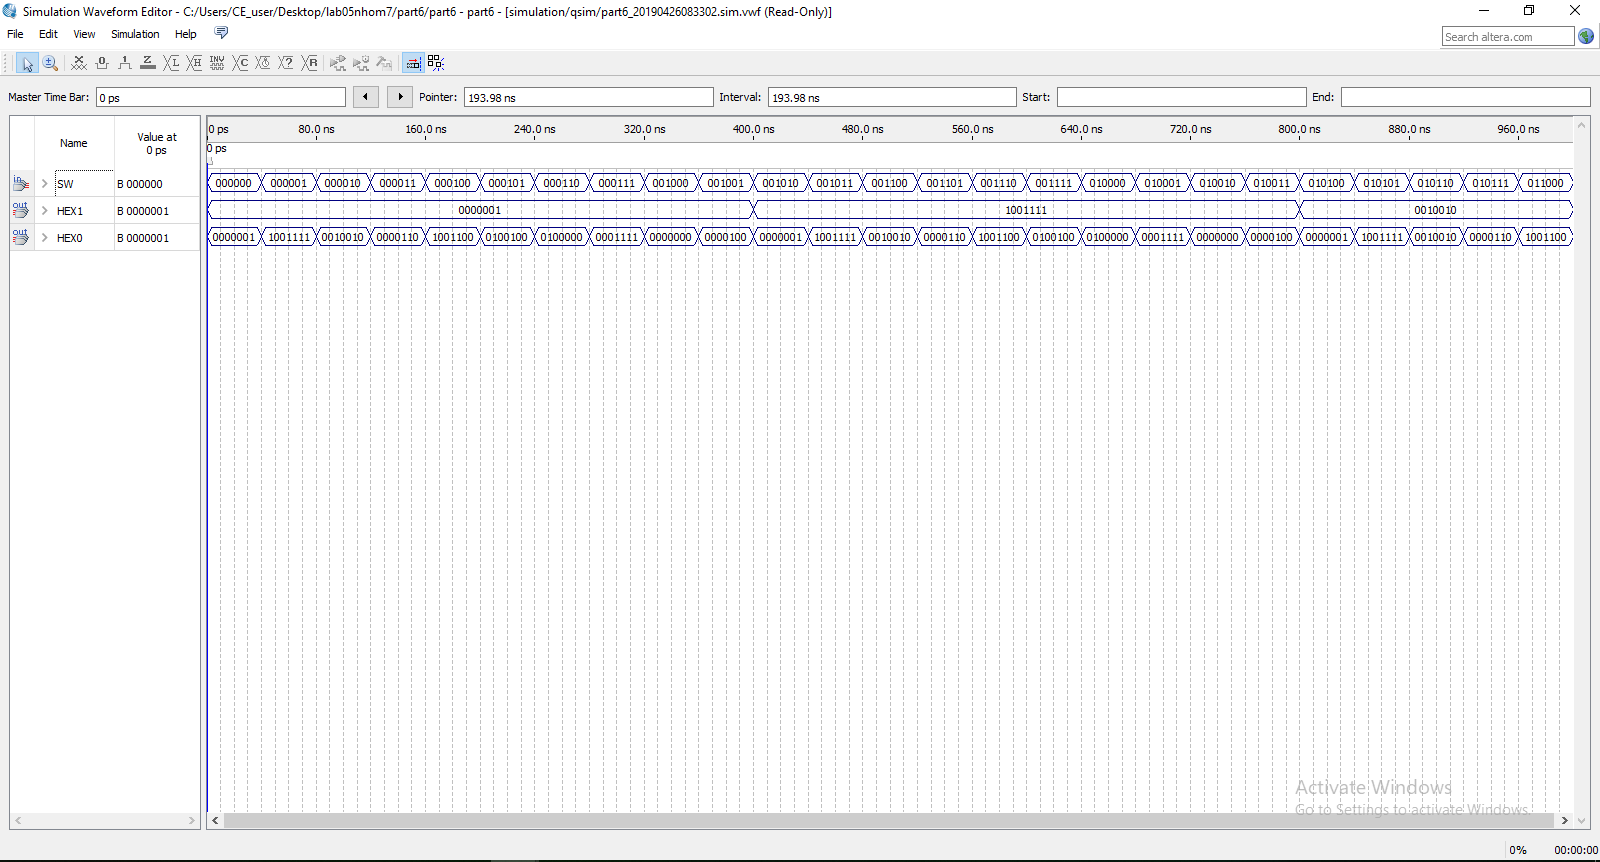 Simulation Waveform Editor - C:/Users/CE_user/Desktop/lab05nhom7/part6/part6 - part6 - [simulation/qsim/part6_20190426083302.sim.vwf (Read-Only)]
File Edit View Simulation Help
Search altera.com
Master Time Bar: 0 ps Pointer: 193.98 ns Interval: 193.98 ns Start: End:
Name Value at 0 ps
0 ps 80.0 ns 160.0 ns 240.0 ns 320.0 ns 400.0 ns 480.0 ns 560.0 ns 640.0 ns 720.0 ns 800.0 ns 880.0 ns 960.0 ns
0 ps
in SW B 000000 000000 000001 000010 000011 000100 000101 000110 000111 001000 001001 001010 001011 001100 001101 001110 001111 010000 010001 010010 010011 010100 010101 010110 010111 011000
out HEX1 B 0000001 0000001 1001111 0010010
out HEX0 B 0000001 0000001 1001111 0010010 0000110 1001100 0100100 0100000 0001111 0000000 0000100 0000001 1001111 0010010 0000110 1001100 0100100 0100000 0001111 0000000 0000100 0000001 1001111 0010010 0000110 1001100
Activate Windows
Go to Settings to activate Windows.
0% 00:00:00